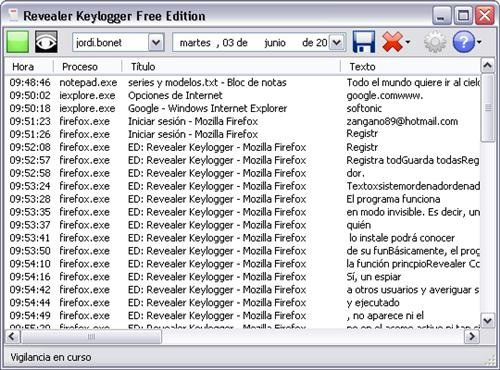 Revealer Keylogger Free Edition
jordi.bonet martes , 03 de junio de 20
Hora Proceso Título Texto
09:48:46 notepad.exe series y modelos.txt - Bloc de notas Todo el mundo quiere ir al cielo
09:50:02 iexplore.exe Opciones de Internet google.comwww.
09:50:18 iexplore.exe Google - Windows Internet Explorer softonic
09:51:23 firefox.exe Iniciar sesión - Mozilla Firefox zangano89@hotmail.com
09:51:26 firefox.exe Iniciar sesión - Mozilla Firefox Registr
09:52:08 firefox.exe ED: Revealer Keylogger - Mozilla Firefox Registr
09:52:57 firefox.exe ED: Revealer Keylogger - Mozilla Firefox Registra todGuarda todasReg
09:52:58 firefox.exe ED: Revealer Keylogger - Mozilla Firefox dor.
09:53:24 firefox.exe ED: Revealer Keylogger - Mozilla Firefox Textoxsistemordenadordenad
09:53:28 firefox.exe ED: Revealer Keylogger - Mozilla Firefox El programa funciona
09:53:35 firefox.exe ED: Revealer Keylogger - Mozilla Firefox en modo invisible. Es decir, un
09:53:37 firefox.exe ED: Revealer Keylogger - Mozilla Firefox quién
09:53:41 firefox.exe ED: Revealer Keylogger - Mozilla Firefox lo instale podrá conocer
09:53:50 firefox.exe ED: Revealer Keylogger - Mozilla Firefox de su funBásicamente, el prog
09:54:10 firefox.exe ED: Revealer Keylogger - Mozilla Firefox la función princpioRevealer Co
09:54:16 firefox.exe ED: Revealer Keylogger - Mozilla Firefox Sí, un espiar
09:54:42 firefox.exe ED: Revealer Keylogger - Mozilla Firefox a otros usuarios y averiguar s
09:54:44 firefox.exe ED: Revealer Keylogger - Mozilla Firefox y ejecutado
09:54:49 firefox.exe ED: Revealer Keylogger - Mozilla Firefox , no aparece ni el
firefox.exe ED: Revealer Keylogger - Mozilla Firefox
Vigilancia en curso